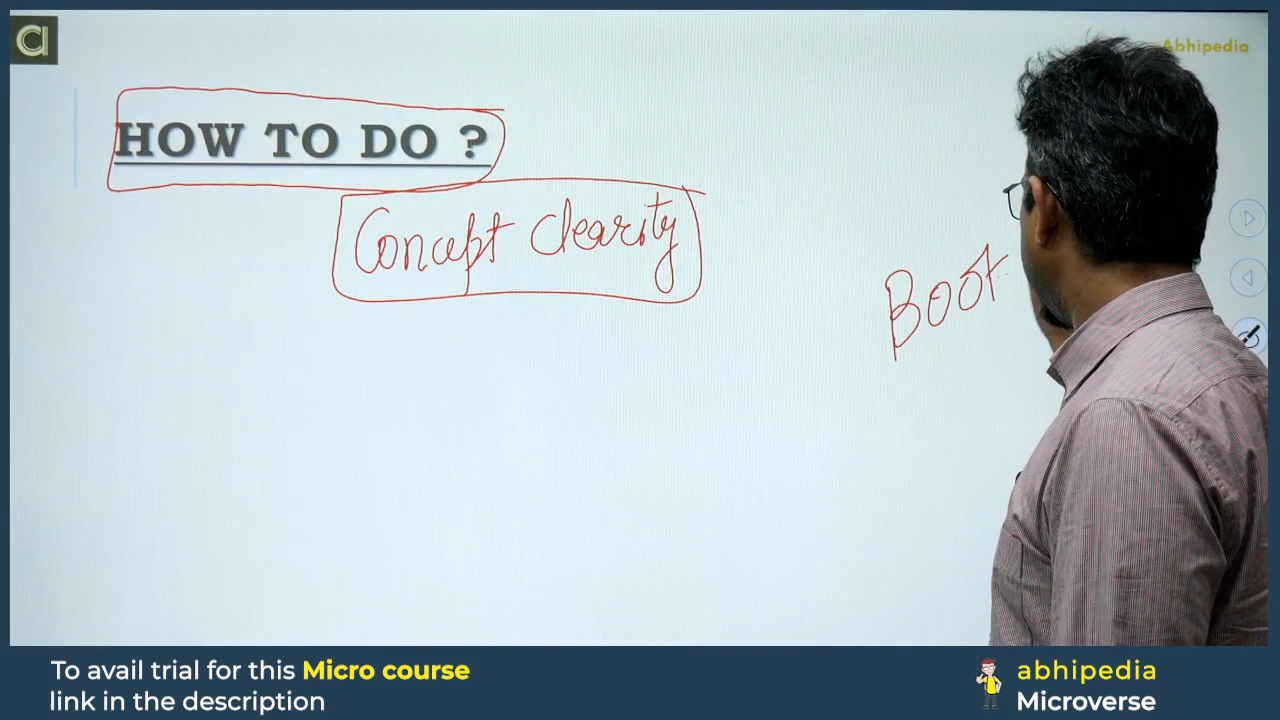 a
Abhipedia
HOW TO DO ?
Concept Clearity
To avail trial for this Micro course
link in the description
abhipedia
Microverse